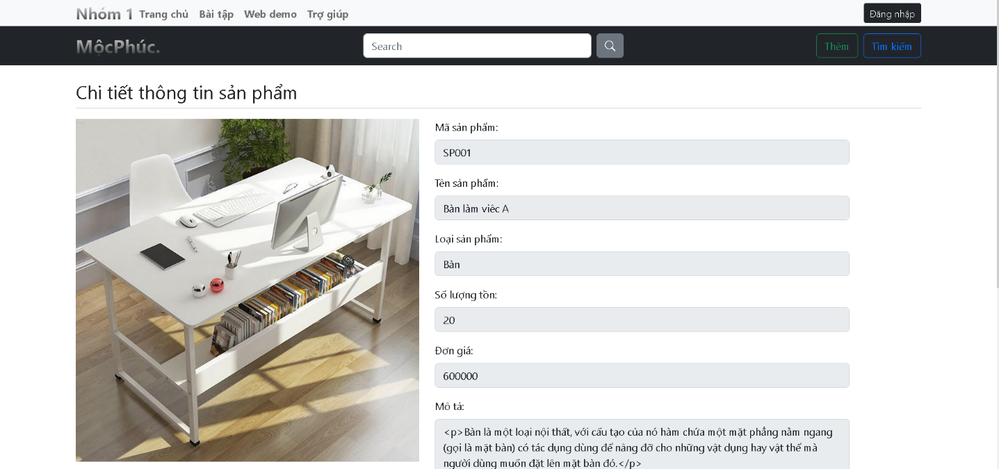 Nhóm 1 Trang chủ Bài tập Web demo Trợ giúp Đăng nhập
MộcPhúc. Search Thêm Tìm kiếm
Chi tiết thông tin sản phẩm
Mã sản phẩm:
SP001
Tên sản phẩm:
Bàn làm viêc A
Loại sản phẩm:
Bàn
Số lượng tồn:
20
Đơn giá:
600000
Mô tả:
<p>Bàn là một loại nội thất, với cấu tạo của nó hàm chứa một mặt phẳng nằm ngang
(gọi là mặt bàn) có tác dụng dùng để nâng đỡ cho những vật dụng hay vật thể mà
người dùng muốn đặt lên mặt bàn đó.</p>